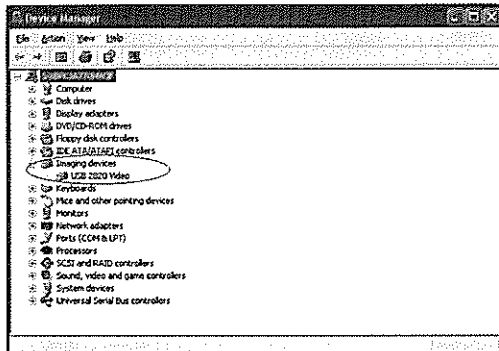 Device Manager
File Action View Help
Computer
Disk drives
Display adapters
DVD/CD-ROM drives
Floppy disk controllers
IDE ATA/ATAPI controllers
Imaging devices
USB 2820 Video
Keyboards
Mice and other pointing devices
Monitors
Network adapters
Ports (COM & LPT)
Processors
SCSI and RAID controllers
Sound, video and game controllers
System devices
Universal Serial Bus controllers